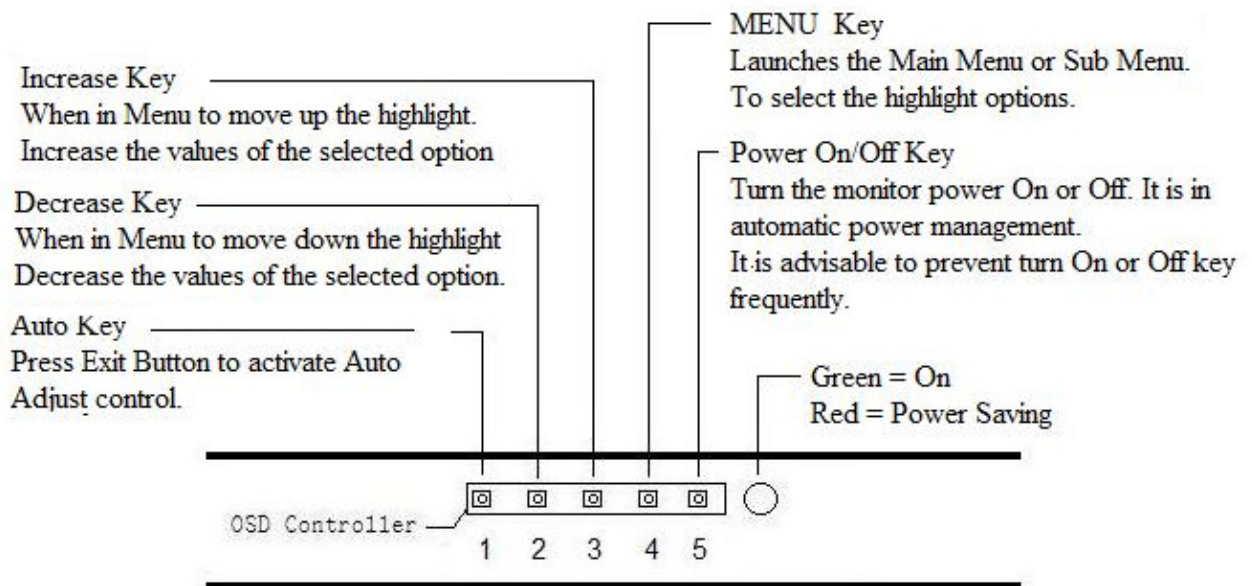 MENU Key
Launches the Main Menu or Sub Menu.
To select the highlight options.
Increase Key
When in Menu to move up the highlight.
Increase the values of the selected option
Power On/Off Key
Turn the monitor power On or Off. It is in
automatic power management.
It is advisable to prevent turn On or Off key
frequently.
Decrease Key
When in Menu to move down the highlight
Decrease the values of the selected option.
Auto Key
Press Exit Button to activate Auto
Adjust control.
Green = On
Red = Power Saving
OSD Controller
1 2 3 4 5